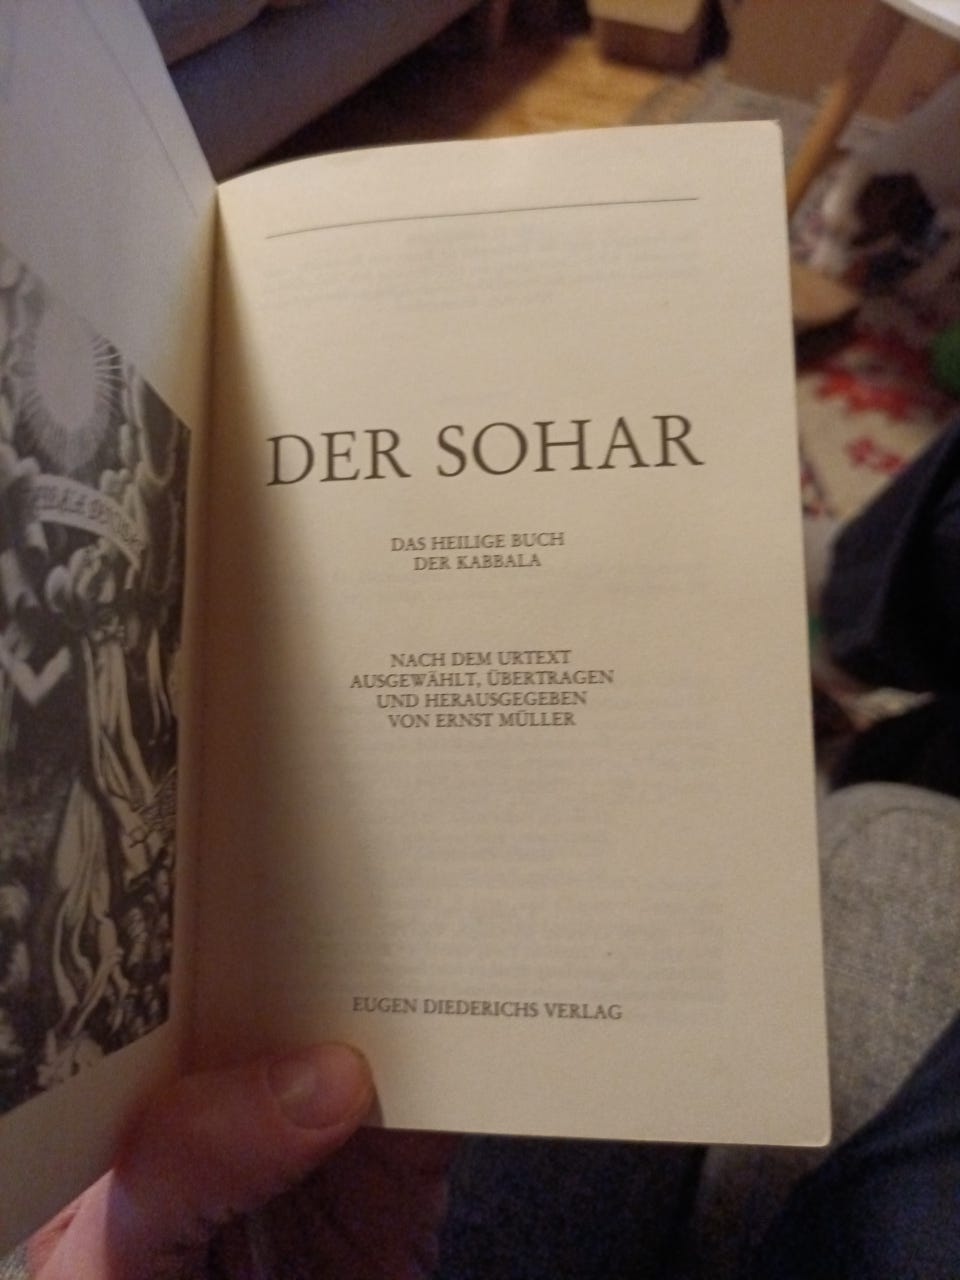 DER SOHAR
DAS HEILIGE BUCH
DER KABBALA
NACH DEM URTEXT
AUSGEWÄHLT, ÜBERTRAGEN
UND HERAUSGEGEBEN
VON ERNST MÜLLER
EUGEN DIEDERICHS VERLAG